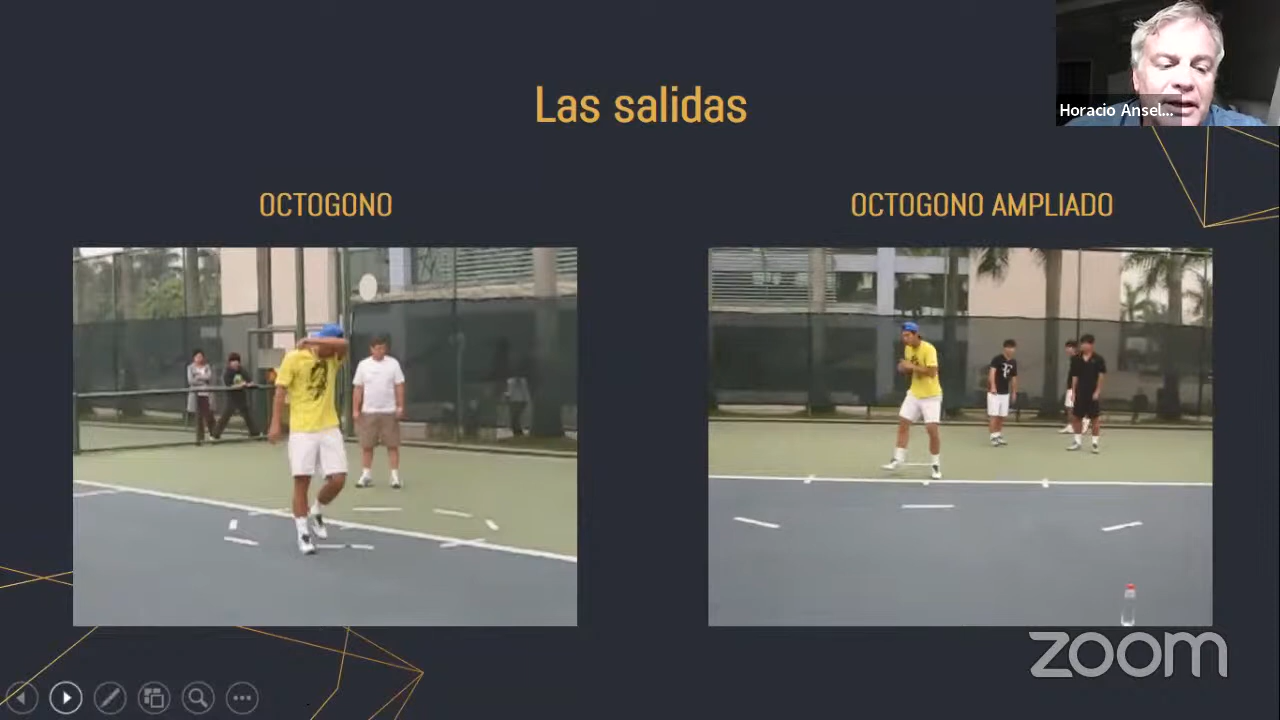 Las salidas
Horacio Ansel...
OCTOGONO
OCTOGONO AMPLIADO
zoom